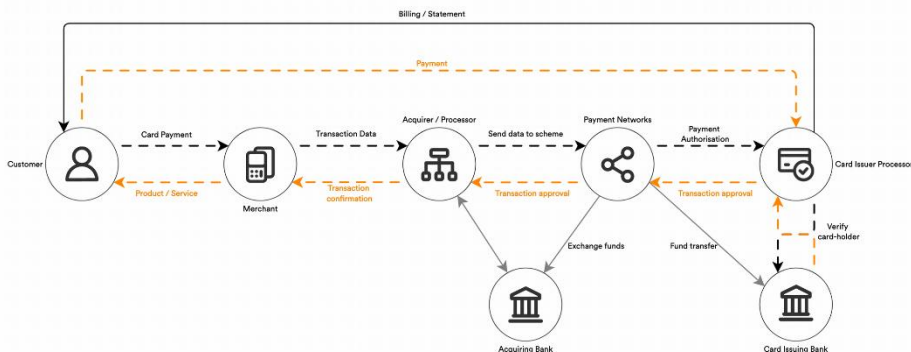 Billing / Statement
Payment
Acquirer / Processor
Payment Networks
Card Payment
Transaction Data
Send data to scheme
Payment
Authorisation
Customer
Card Issuer Processor
Product / Service
Transaction
confirmation
Transaction approval
Transaction approval
Merchant
Verify
card-holder
Exchange funds
Fund transfer
Acquiring Bank
Card Issuing Bank